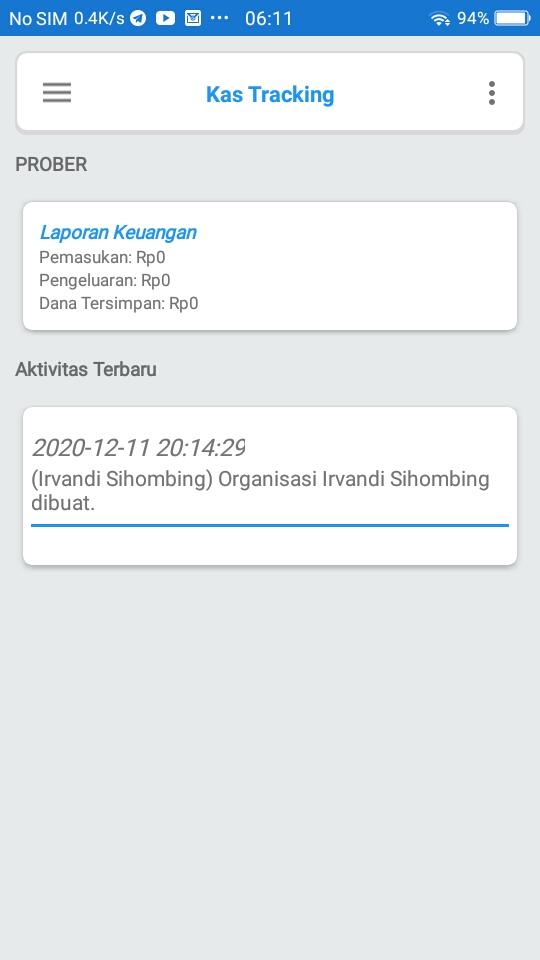 No SIM 0.4K/s 06:11 94%
Kas Tracking
PROBER
Laporan Keuangan
Pemasukan: Rp0
Pengeluaran: Rp0
Dana Tersimpan: Rp0
Aktivitas Terbaru
2020-12-11 20:14:29
(Irvandi Sihombing) Organisasi Irvandi Sihombing
dibuat.